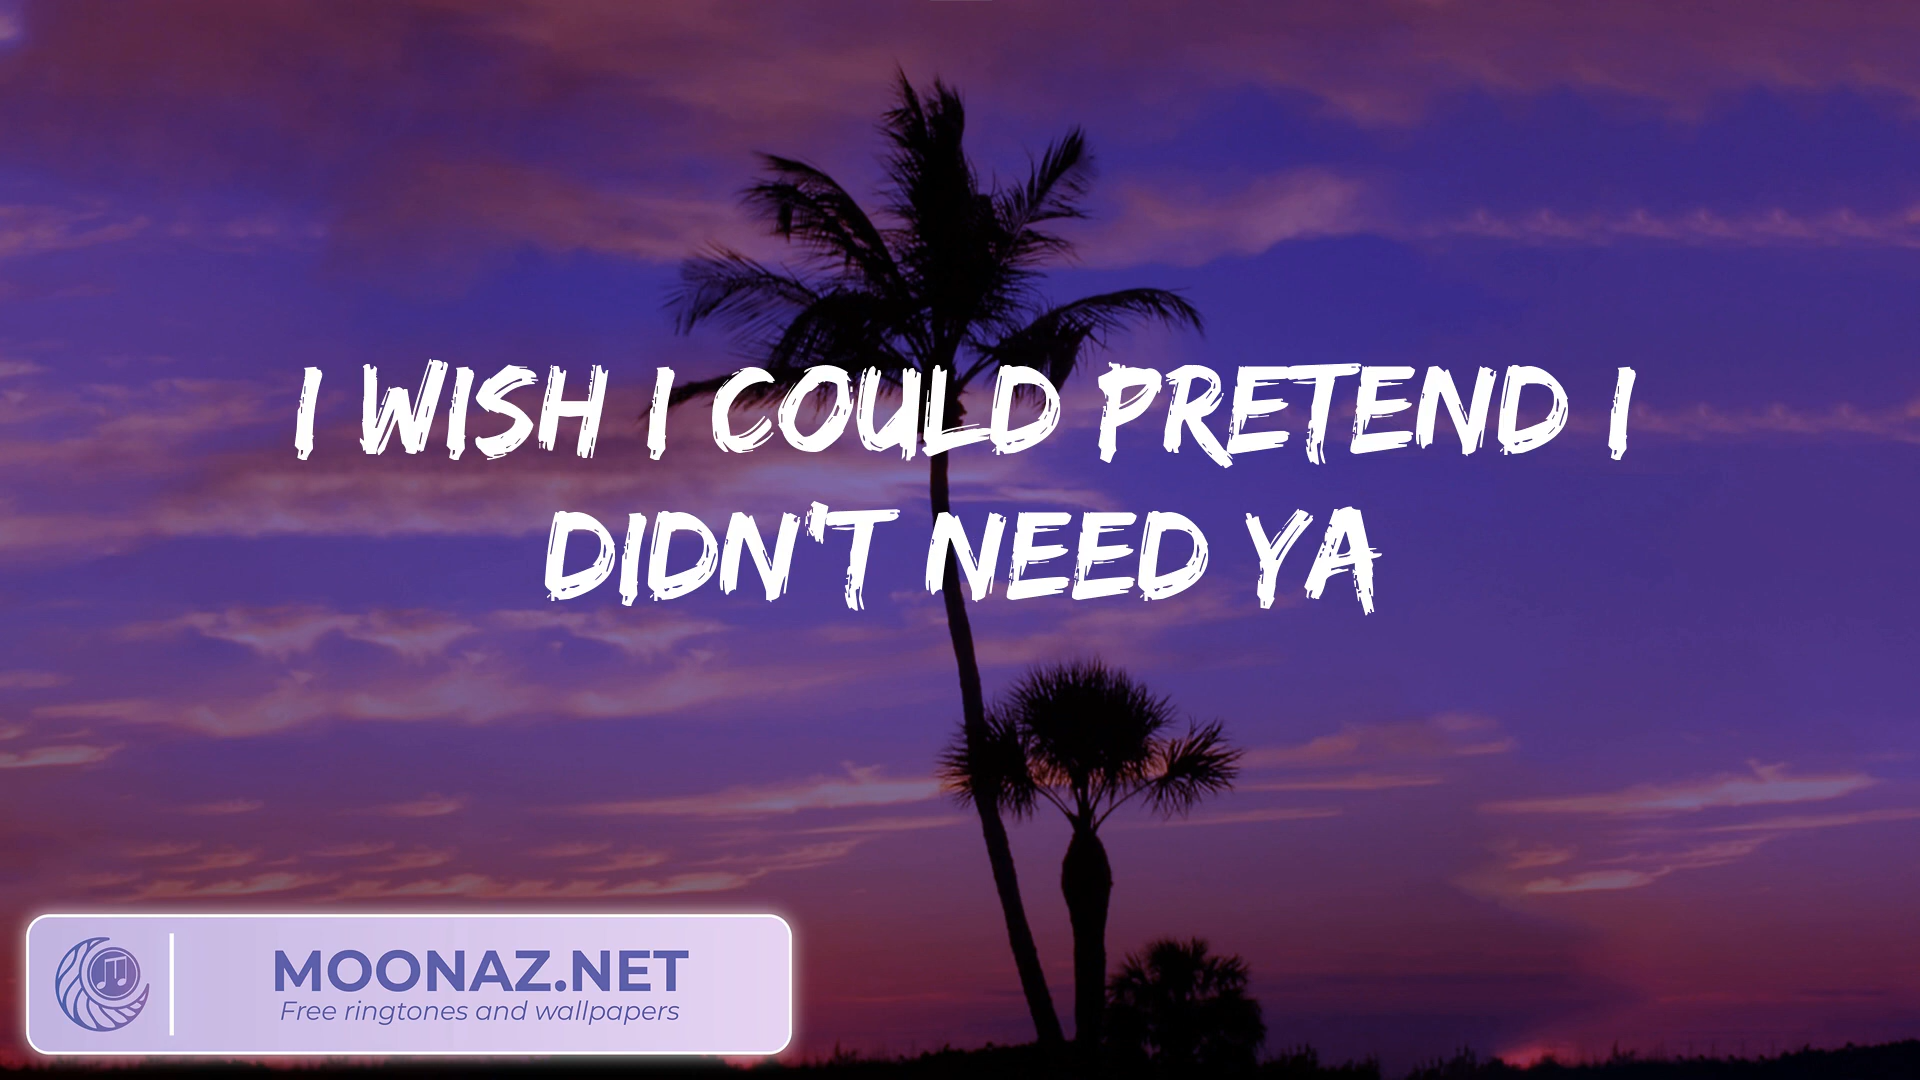 I WISH I COULD PRETEND I
DIDN'T NEED YA
MOONAZ.NET
Free ringtones and wallpapers